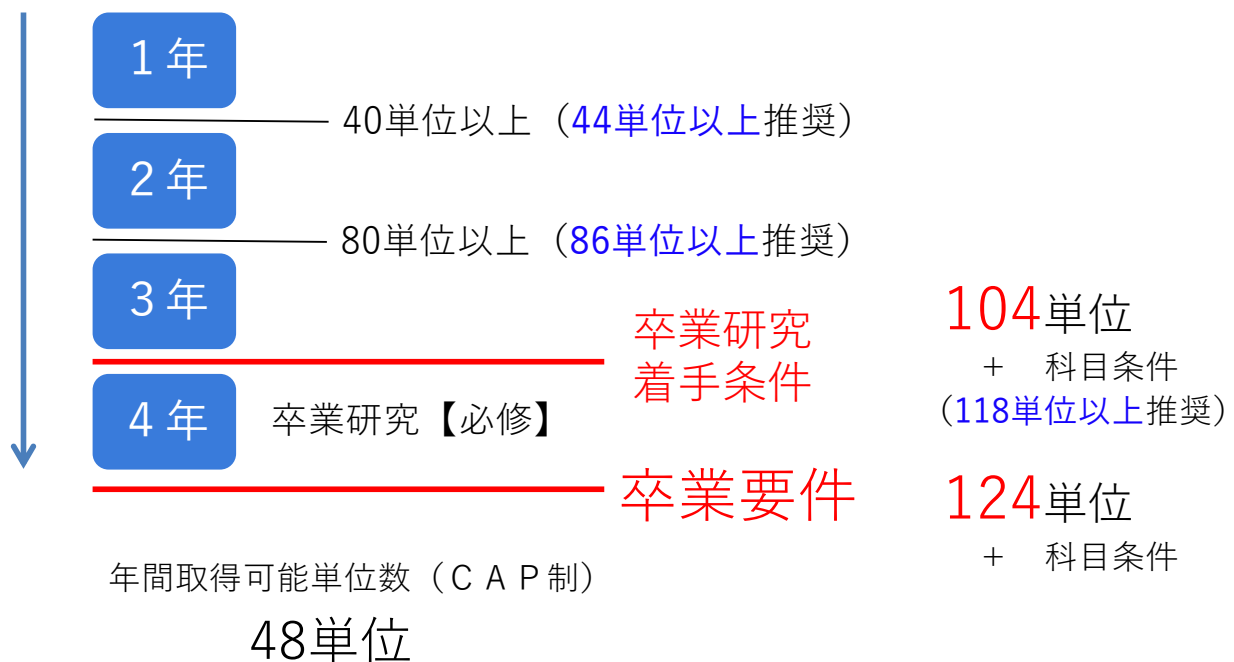 １年
40単位以上（44単位以上推奨）
２年
80単位以上（86単位以上推奨）
３年
卒業研究
着手条件
104単位
+　科目条件
（118単位以上推奨）
４年
卒業研究【必修】
卒業要件
124単位
+　科目条件
年間取得可能単位数（ＣＡＰ制）
48単位